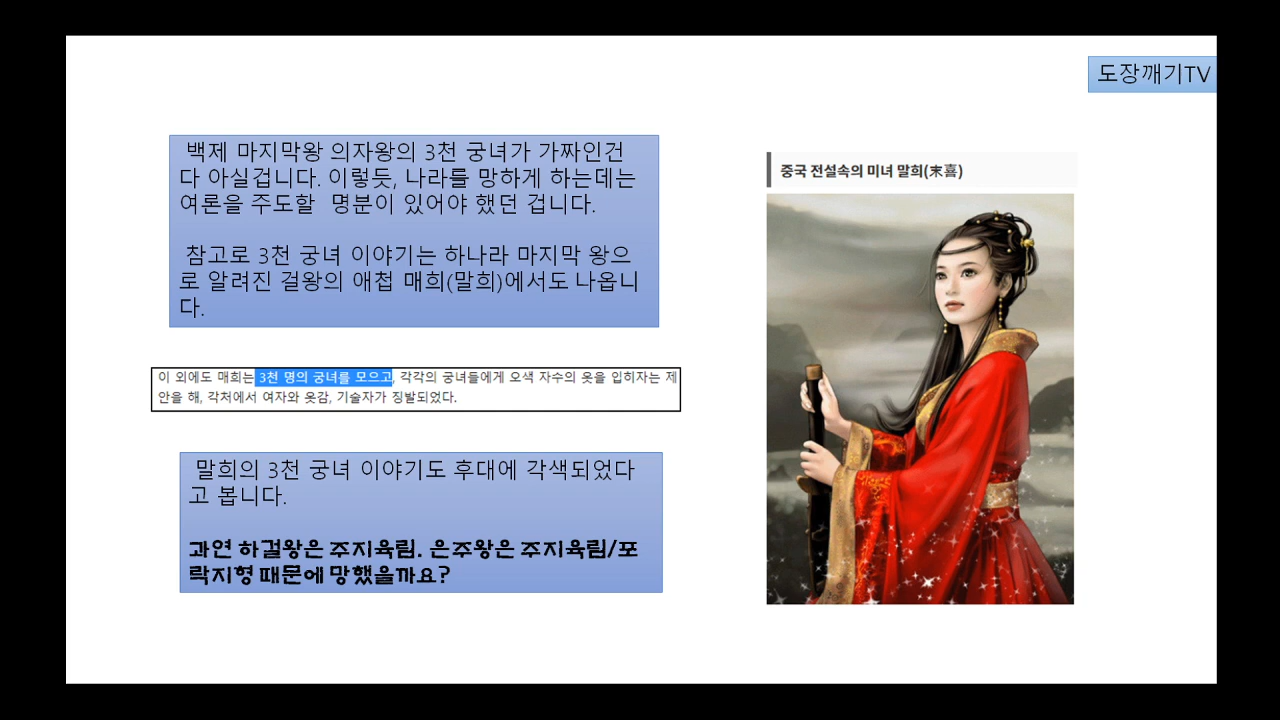 도장깨기TV
백제 마지막왕 의자왕의 3천 궁녀가 가짜인건
다 아실겁니다. 이렇듯, 나라를 망하게 하는데는
여론을 주도할 명분이 있어야 했던 겁니다.
참고로 3천 궁녀 이야기는 하나라 마지막 왕으
로 알려진 걸왕의 애첩 매희(말희)에서도 나옵니
다.
이 외에도 매희는 3천 명의 궁녀를 모으고, 각각의 궁녀들에게 오색 자수의 옷을 입히자는 제
안을 해, 각처에서 여자와 옷감, 기술자가 징발되었다.
말희의 3천 궁녀 이야기도 후대에 각색되었다
고 봅니다.
과연 하걸왕은 주지육림. 은주왕은 주지육림/포
락지형 때문에 망했을까요?
중국 전설속의 미녀 말희(末喜)